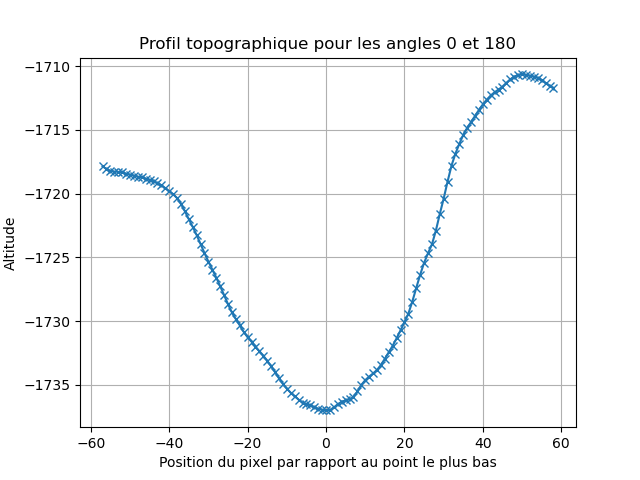 Profil topographique pour les angles 0 et 180
Altitude
−1710
−1715
−1720
−1725
−1730
−1735
−60 −40 −20 0 20 40 60
Position du pixel par rapport au point le plus bas